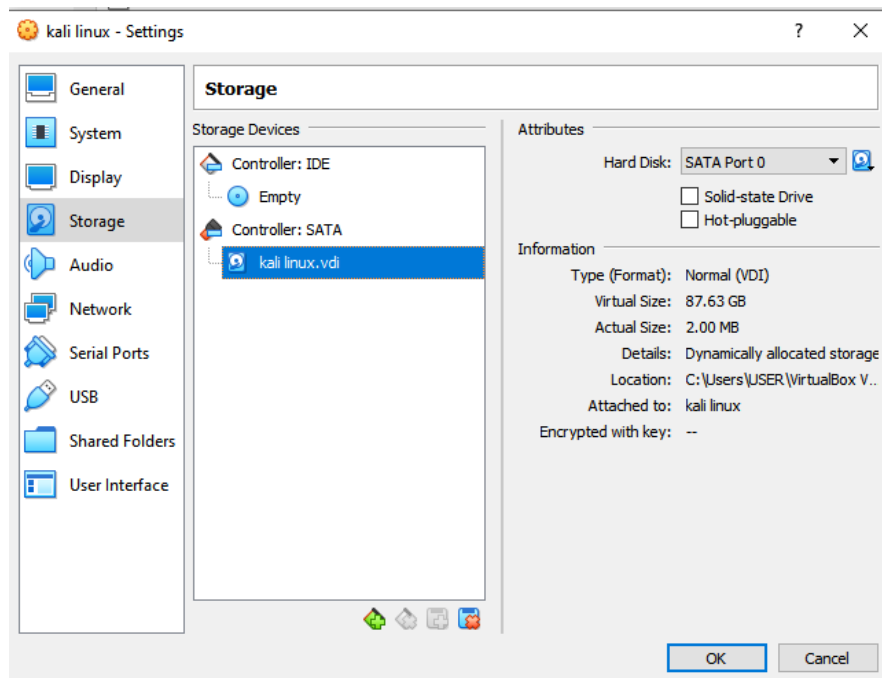 kali linux - Settings ? ×
General
System
Display
Storage
Audio
Network
Serial Ports
USB
Shared Folders
User Interface
Storage
Storage Devices
Controller: IDE
Empty
Controller: SATA
kali linux.vdi
Attributes
Hard Disk: SATA Port 0
Solid-state Drive
Hot-pluggable
Information
Type (Format): Normal (VDI)
Virtual Size: 87.63 GB
Actual Size: 2.00 MB
Details: Dynamically allocated storage
Location: C:\Users\USER\VirtualBox V..
Attached to: kali linux
Encrypted with key: --
OK Cancel